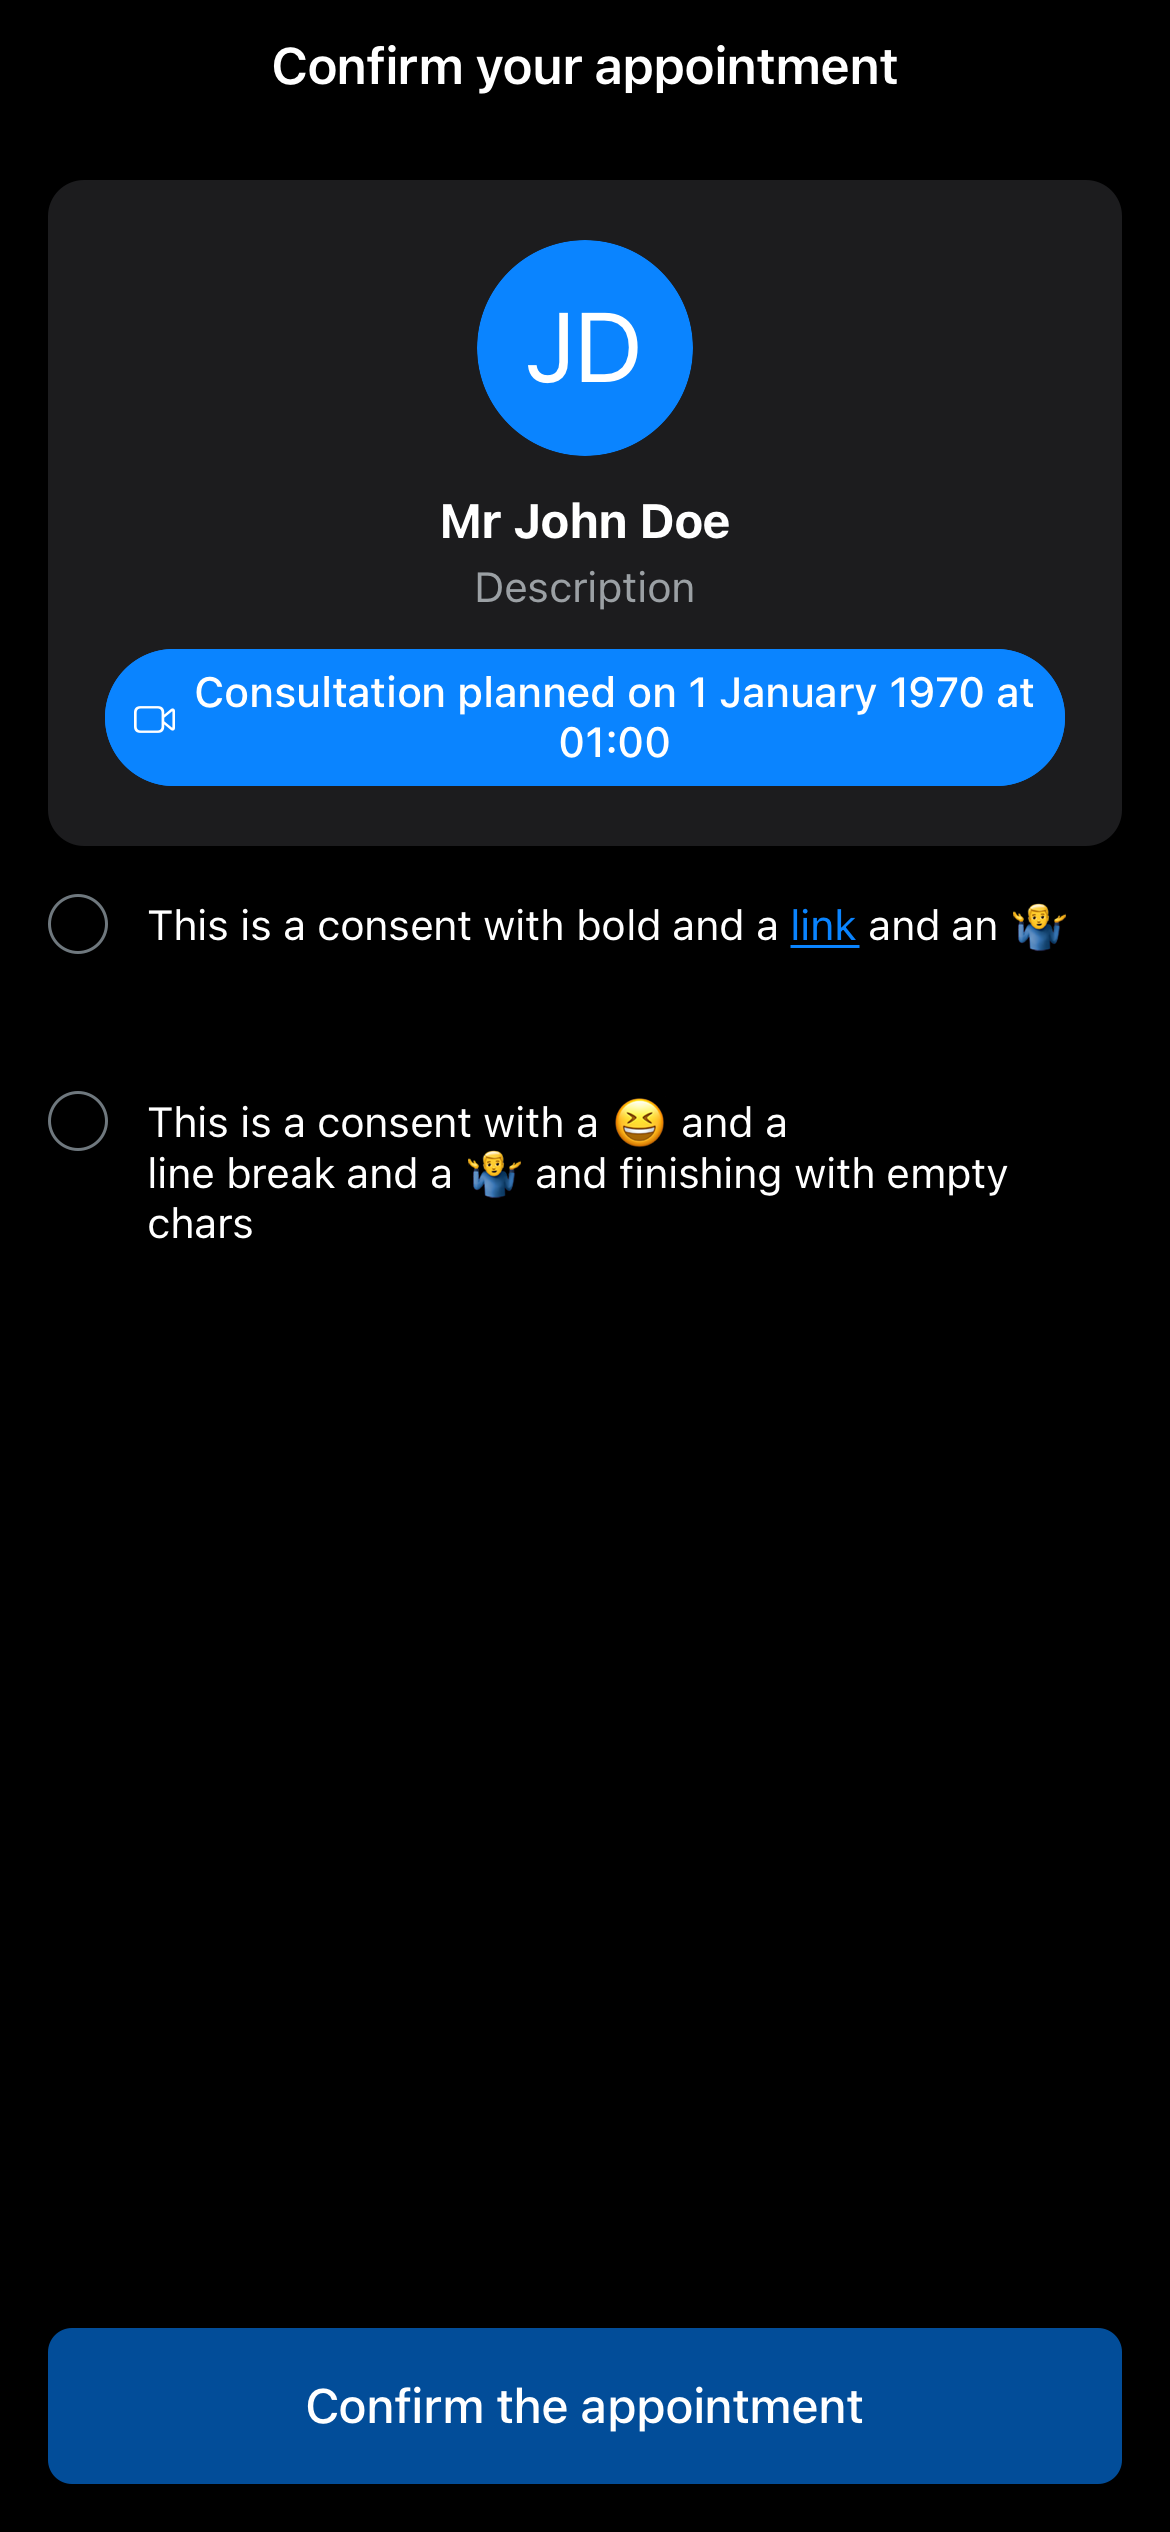 Confirm your appointment
JD
Mr John Doe
Description
Consultation planned on 1 January 1970 at
01:00
This is a consent with bold and a link and an 🤷‍♂️
This is a consent with a 😆 and a
line break and a 🤷‍♂️ and finishing with empty
chars
Confirm the appointment